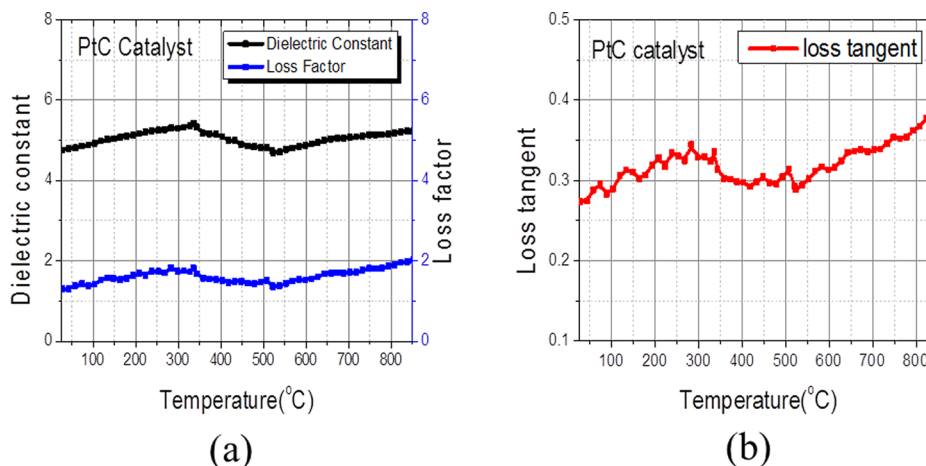 8
6
4
2
0
Dielectric constant
PtC Catalyst
Dielectric Constant
Loss Factor
8
6
4
2
0
Loss factor
100 200 300 400 500 600 700 800
Temperature(°C)
(a)
0.5
0.4
0.3
0.2
0.1
Loss tangent
PtC catalyst
loss tangent
100 200 300 400 500 600 700 800
Temperature(°C)
(b)